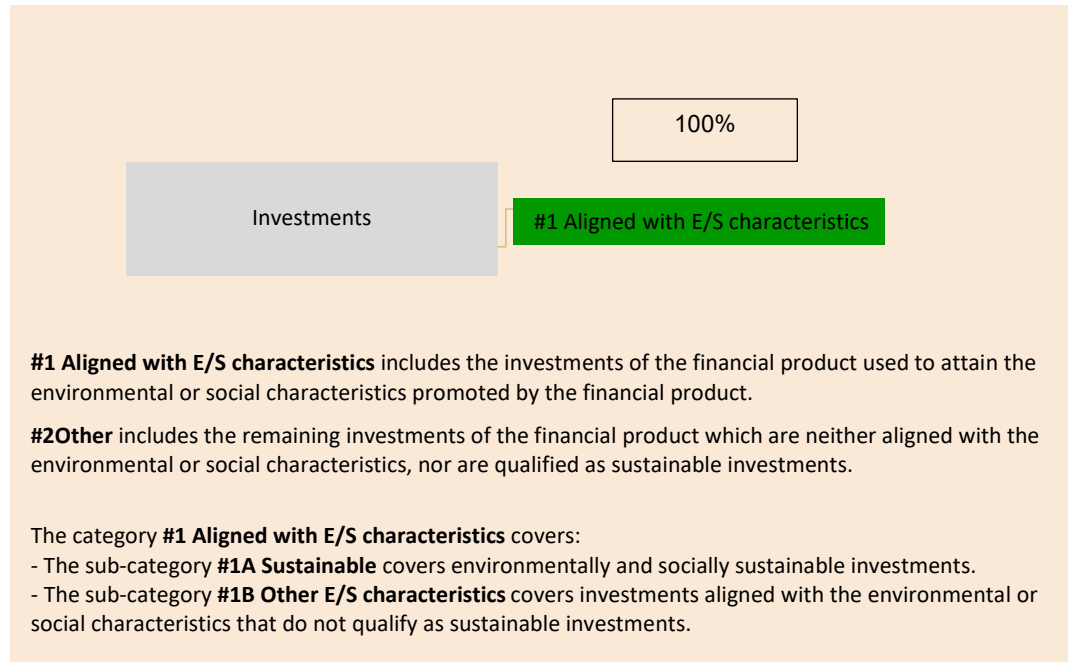 100%
Investments
#1 Aligned with E/S characteristics
#1 Aligned with E/S characteristics includes the investments of the financial product used to attain the
environmental or social characteristics promoted by the financial product.
#2Other includes the remaining investments of the financial product which are neither aligned with the
environmental or social characteristics, nor are qualified as sustainable investments.
The category #1 Aligned with E/S characteristics covers:
- The sub-category #1A Sustainable covers environmentally and socially sustainable investments.
- The sub-category #1B Other E/S characteristics covers investments aligned with the environmental or
social characteristics that do not qualify as sustainable investments.